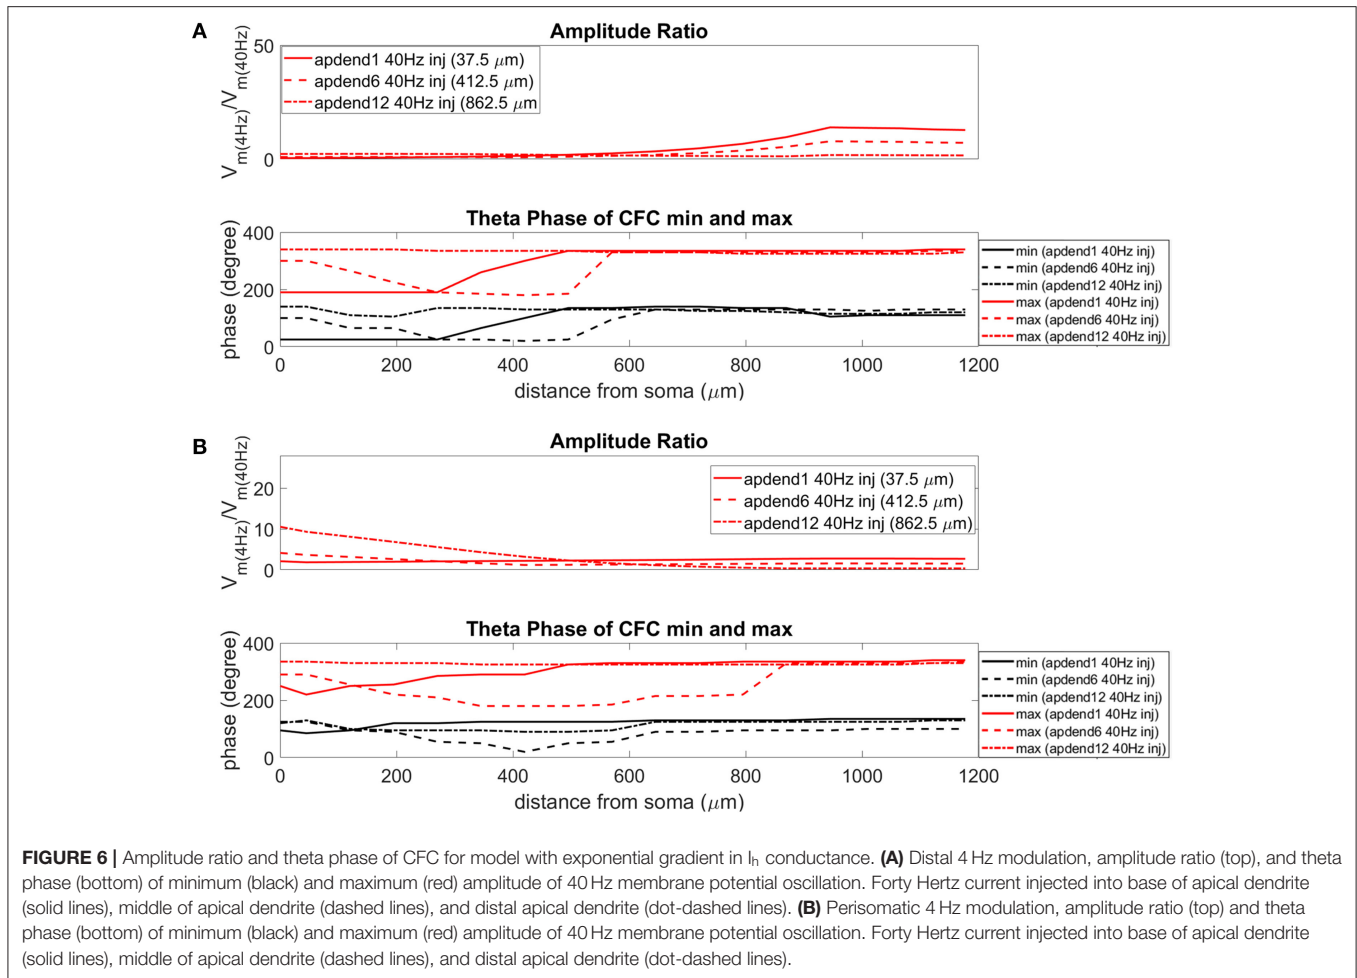 A
Amplitude Ratio
V_m(4Hz)/V_m(40Hz)
50
0
apdend1 40Hz inj (37.5 μm)
apdend6 40Hz inj (412.5 μm)
apdend12 40Hz inj (862.5 μm
Theta Phase of CFC min and max
phase (degree)
400
200
0
min (apdend1 40Hz inj)
min (apdend6 40Hz inj)
min (apdend12 40Hz inj)
max (apdend1 40Hz inj)
max (apdend6 40Hz inj)
max (apdend12 40Hz inj)
0 200 400 600 800 1000 1200
distance from soma (μm)
B
Amplitude Ratio
V_m(4Hz)/V_m(40Hz)
20
10
0
apdend1 40Hz inj (37.5 μm)
apdend6 40Hz inj (412.5 μm)
apdend12 40Hz inj (862.5 μm)
Theta Phase of CFC min and max
phase (degree)
400
200
0
min (apdend1 40Hz inj)
min (apdend6 40Hz inj)
min (apdend12 40Hz inj)
max (apdend1 40Hz inj)
max (apdend6 40Hz inj)
max (apdend12 40Hz inj)
0 200 400 600 800 1000 1200
distance from soma (μm)
FIGURE 6 | Amplitude ratio and theta phase of CFC for model with exponential gradient in I_h conductance. (A) Distal 4 Hz modulation, amplitude ratio (top), and theta
phase (bottom) of minimum (black) and maximum (red) amplitude of 40 Hz membrane potential oscillation. Forty Hertz current injected into base of apical dendrite
(solid lines), middle of apical dendrite (dashed lines), and distal apical dendrite (dot-dashed lines). (B) Perisomatic 4 Hz modulation, amplitude ratio (top) and theta
phase (bottom) of minimum (black) and maximum (red) amplitude of 40 Hz membrane potential oscillation. Forty Hertz current injected into base of apical dendrite
(solid lines), middle of apical dendrite (dashed lines), and distal apical dendrite (dot-dashed lines).